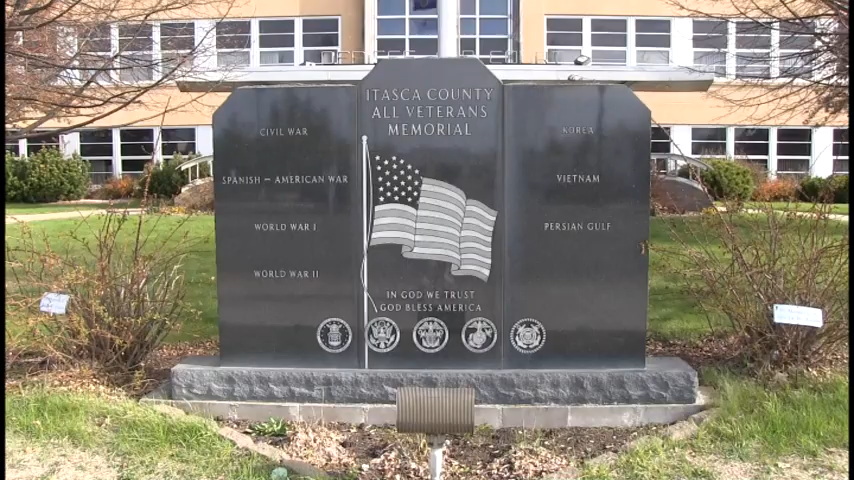 ITASCA COUNTY
ALL VETERANS
MEMORIAL
CIVIL WAR
SPANISH – AMERICAN WAR
WORLD WAR I
WORLD WAR II
KOREA
VIETNAM
PERSIAN GULF
IN GOD WE TRUST
GOD BLESS AMERICA